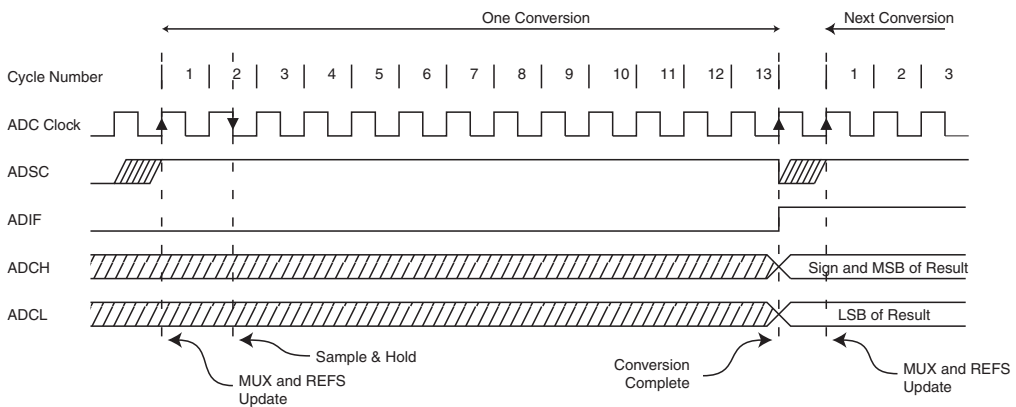 One Conversion
Next Conversion
Cycle Number
1 2 3 4 5 6 7 8 9 10 11 12 13 1 2 3
ADC Clock
ADSC
ADIF
ADCH
Sign and MSB of Result
ADCL
LSB of Result
Sample & Hold
MUX and REFS
Update
Conversion
Complete
MUX and REFS
Update